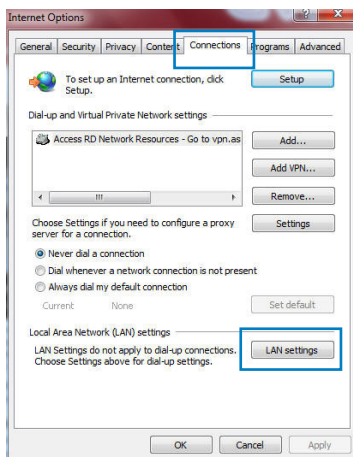 Internet Options
General Security Privacy Content Connections Programs Advanced
To set up an Internet connection, click
Setup.
Setup
Dial-up and Virtual Private Network settings
Access RD Network Resources - Go to vpn.as
Add...
Add VPN...
Remove...
Choose Settings if you need to configure a proxy
server for a connection.
Settings
Never dial a connection
Dial whenever a network connection is not present
Always dial my default connection
Current None
Set default
Local Area Network (LAN) settings
LAN Settings do not apply to dial-up connections.
Choose Settings above for dial-up settings.
LAN settings
OK Cancel Apply